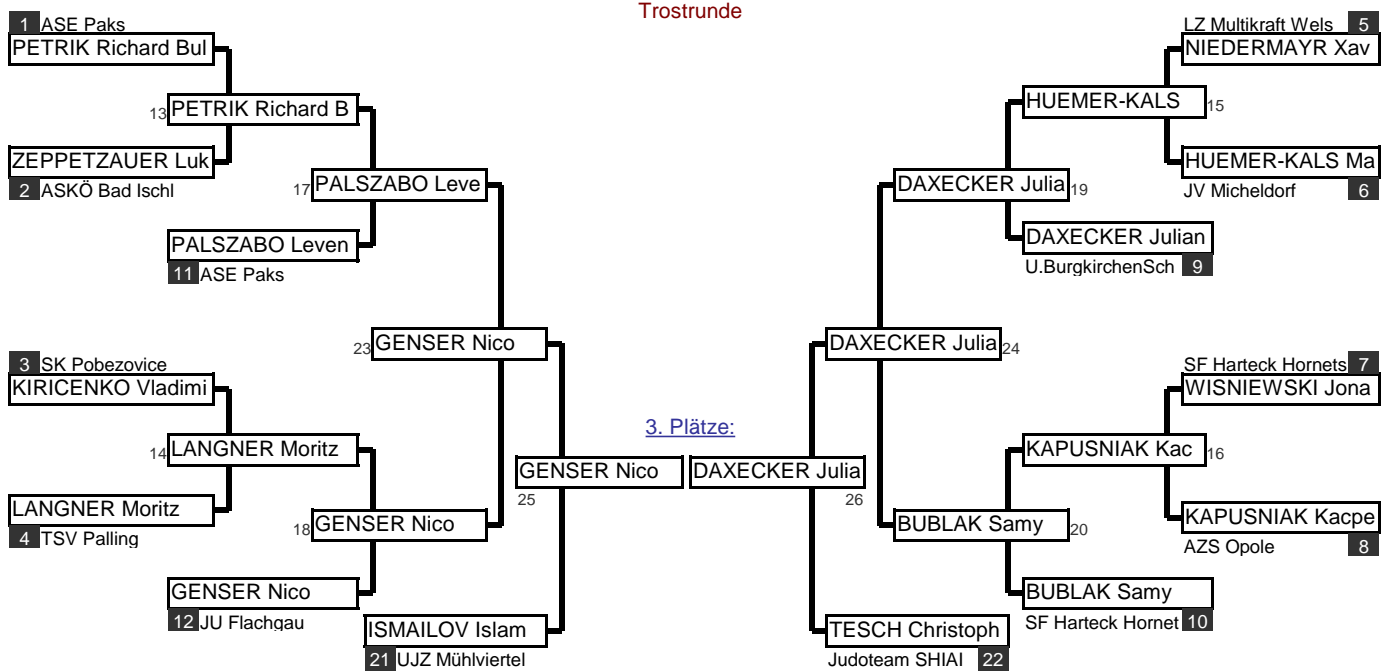 Trostrunde
1 ASE Paks
PETRIK Richard Bul
13 PETRIK Richard B
ZEPPETZAUER Luk
2 ASKÖ Bad Ischl
17 PALSZABO Leve
PALSZABO Leven
11 ASE Paks
23 GENSER Nico
3 SK Pobezovice
KIRICENKO Vladimi
14 LANGNER Moritz
LANGNER Moritz
4 TSV Palling
18 GENSER Nico
GENSER Nico
12 JU Flachgau
GENSER Nico
25
ISMAILOV Islam
21 UJZ Mühlviertel
3. Plätze:
LZ Multikraft Wels 5
NIEDERMAYR Xav
HUEMER-KALS 15
HUEMER-KALS Ma
JV Micheldorf 6
DAXECKER Julia 19
DAXECKER Julian
U.BurgkirchenSch 9
DAXECKER Julia 24
SF Harteck Hornets 7
WISNIEWSKI Jona
KAPUSNIAK Kac 16
KAPUSNIAK Kacpe
AZS Opole 8
DAXECKER Julia
26
BUBLAK Samy 20
BUBLAK Samy
SF Harteck Hornet 10
TESCH Christoph
Judoteam SHIAI 22